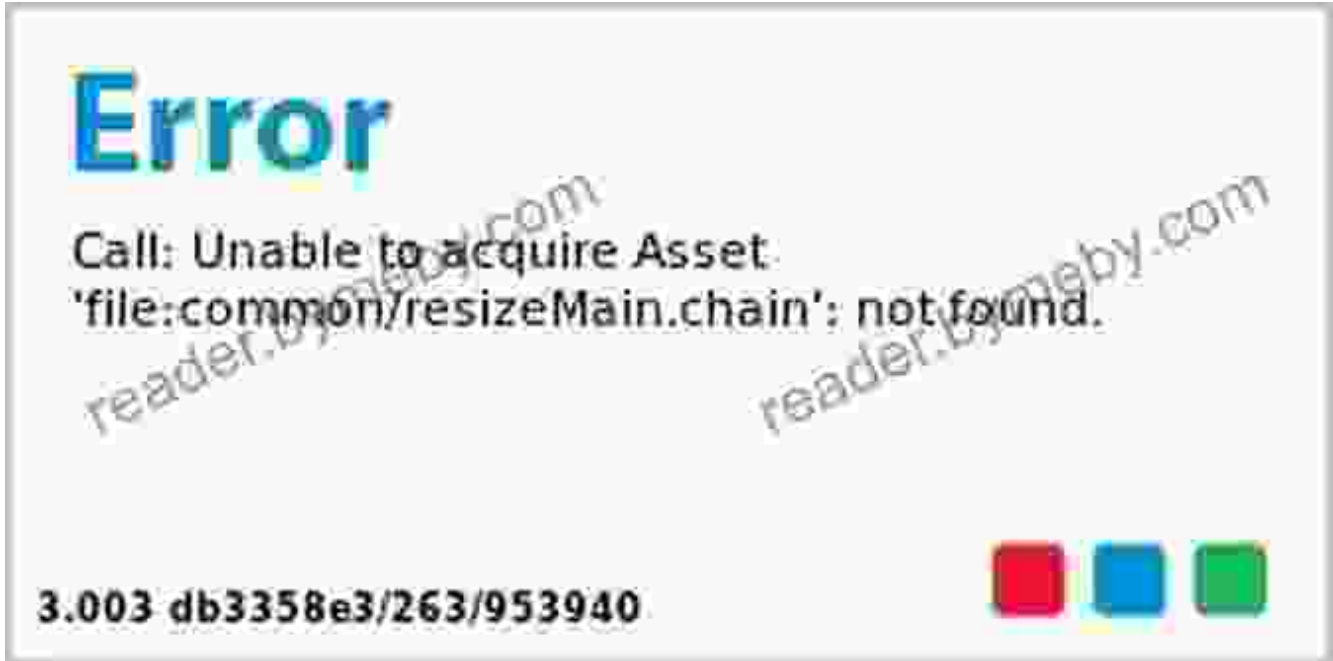 Error
Call: Unable to acquire Asset
'file:common/resizeMain.chain': not found.
reader.bymeby.com
reader.bymeby.com
3.003 db3358e3/263/953940